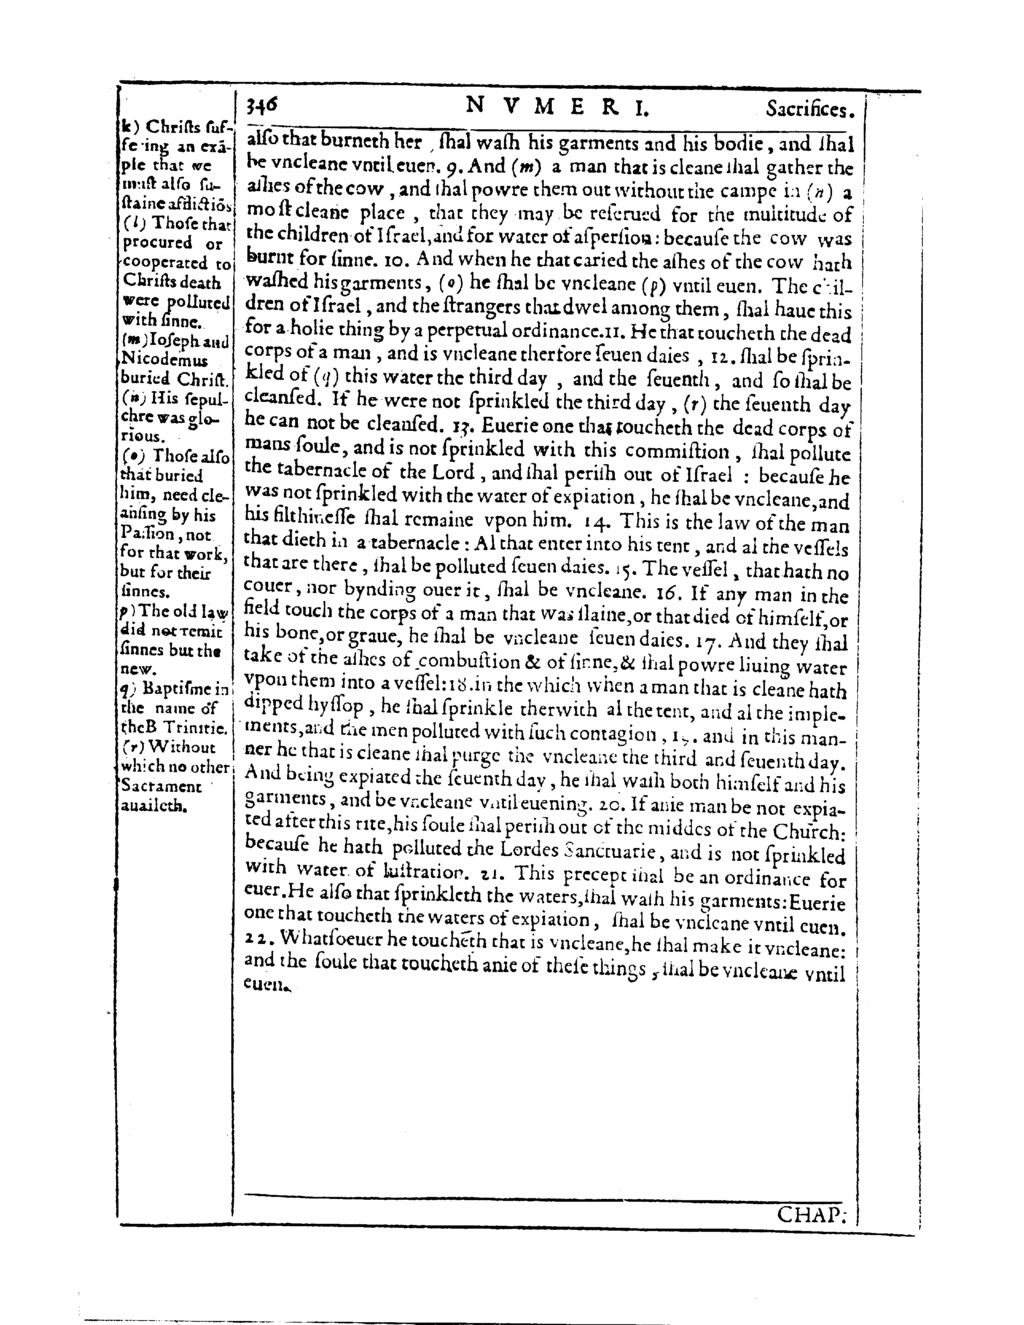 346 NVMERI. Sacrifices.
k) Christs suf-
fe ing an exã-
ple that we
must also su-
staine afflictiõs
(l) Those that
procured or
cooperated to
Christs death
were polluted
with sinne.
(m) Ioseph and
Nicodemus
buried Christ.
(n) His sepul-
chre was glo-
rious.
(o) Those also
that buried
him, need cle-
ansing by his
Passion, not
for that work,
but for their
sinnes.
p) The old law
did not remit
sinnes but the
new.
q) Baptisme in
the name of
the B Trinitie.
(r) Without
which no other
Sacrament
auaileth.
also that burneth her, shal wash his garments and his bodie, and shal
be vncleane vntil euen. 9. And (m) a man that is cleane shal gather the
ashes of the cow, and shal powre them out without the campe in (n) a
most cleane place, that they may be reserued for the multitude of
the children of Israel, and for water of aspersion: because the cow was
burnt for sinne. 10. And when he that caried the ashes of the cow hath
washed his garments, (o) he shal be vncleane (p) vntil euen. The chil-
dren of Israel, and the strangers that dwel among them, shal haue this
for a holie thing by a perpetual ordinance. 11. He that toucheth the dead
corps of a man, and is vncleane therfore seuen daies, 12. shal be sprin-
kled of (q) this water the third day, and the seuenth, and so shal be
cleansed. If he were not sprinkled the third day, (r) the seuenth day
he can not be cleansed. 13. Euerie one that toucheth the dead corps of
mans soule, and is not sprinkled with this commistion, shal pollute
the tabernacle of the Lord, and shal perish out of Israel: because he
was not sprinkled with the water of expiation, he shal be vncleane, and
his filthinesse shal remaine vpon him. 14. This is the law of the man
that dieth in a tabernacle: Al that enter into his tent, and al the vessels
that are there, shal be polluted seuen daies. 15. The vessel, that hath no
couer, nor bynding ouer it, shal be vncleane. 16. If any man in the
field touch the corps of a man that was slaine, or that died of himself, or
his bone, or graue, he shal be vncleane seuen daies. 17. And they shal
take of the ashes of combustion & of sinne, & shal powre liuing water
vpon them into a vessel: 18. in the which when a man that is cleane hath
dipped hyssop, he shal sprinkle therwith al the tent, and al the imple-
ments, and the men polluted with such contagion, 19. and in this man-
ner he that is cleane shal purge the vncleane the third and seuenth day.
And being expiated the seuenth day, he shal wash both himself and his
garments, and be vncleane vntil euening. 20. If anie man be not expia-
ted after this rite, his soule shal perish out of the middes of the Church:
because he hath polluted the Lordes Sanctuarie, and is not sprinkled
with water of lustration. 21. This precept shal be an ordinance for
euer. He also that sprinkleth the waters, shal wash his garments: Euerie
one that toucheth the waters of expiation, shal be vncleane vntil euen.
22. Whatsoeuer he toucheth that is vncleane, he shal make it vncleane:
and the soule that toucheth anie of these things, shal be vncleane vntil
euen.
CHAP: